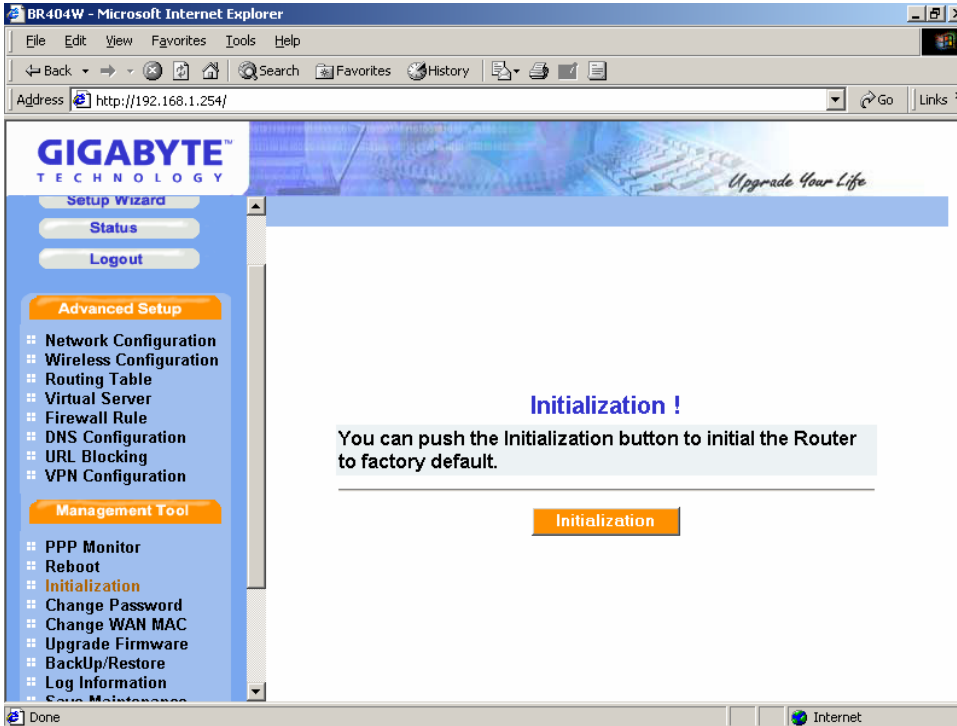 BR404W - Microsoft Internet Explorer
File Edit View Favorites Tools Help
Back Search Favorites History
Address http://192.168.1.254/ Go Links
GIGABYTE™
TECHNOLOGY
Upgrade Your Life
Setup Wizard
Status
Logout
Advanced Setup
Network Configuration
Wireless Configuration
Routing Table
Virtual Server
Firewall Rule
DNS Configuration
URL Blocking
VPN Configuration
Management Tool
PPP Monitor
Reboot
Initialization
Change Password
Change WAN MAC
Upgrade Firmware
BackUp/Restore
Log Information
Save Maintenance
Initialization !
You can push the Initialization button to initial the Router
to factory default.
Initialization
Done Internet